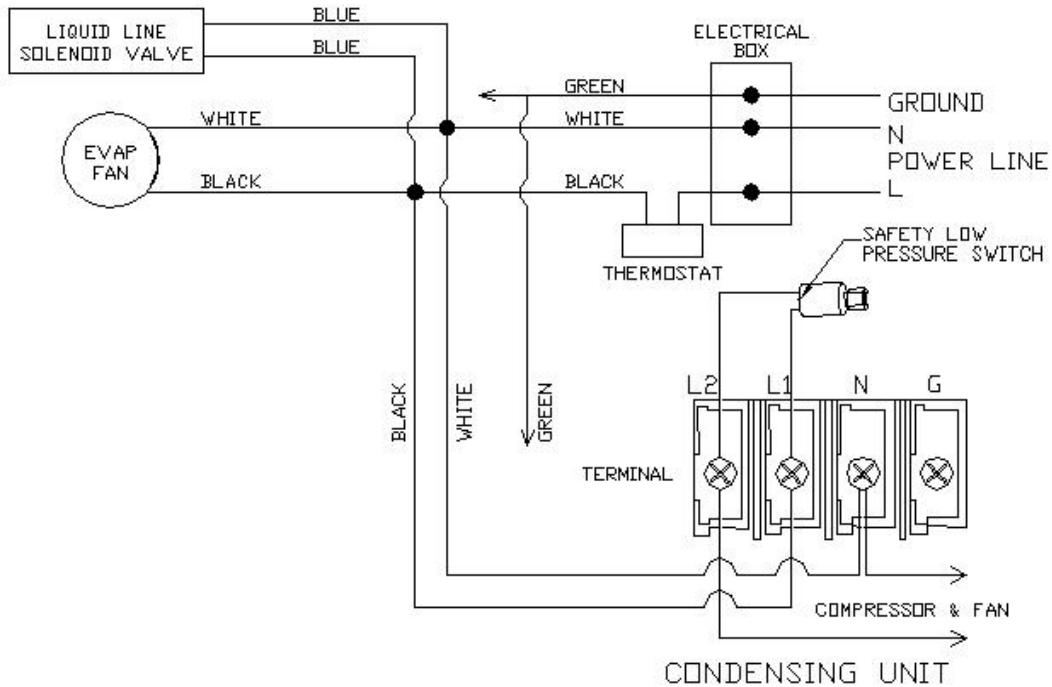 BLUE
LIQUID LINE
SOLENOID VALVE
BLUE
ELECTRICAL
BOX
GREEN
GROUND
WHITE
WHITE
N
EVAP
FAN
POWER LINE
BLACK
BLACK
L
SAFETY LOW
PRESSURE SWITCH
THERMOSTAT
BLACK
WHITE
GREEN
L2
L1
N
G
TERMINAL
COMPRESSOR & FAN
CONDENSING UNIT